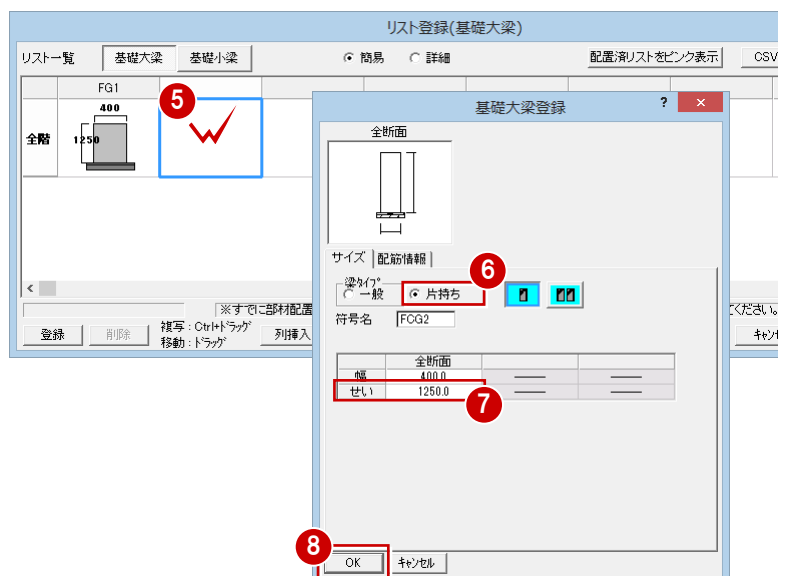 リスト登録(基礎大梁)
リスト一覧 基礎大梁 基礎小梁 簡易 詳細 配置済リストをピンク表示 CSV
FG1
5
全階 400 1250
基礎大梁登録 ? ×
全断面
サイズ 配筋情報
6
梁タイプ
一般 片持ち
符号名 FCG2
全断面
幅 400.0
せい 1250.0
7
<
※すでに部材配置
てください。
登録 削除 複写:Ctrl+ドラッグ 列挿入
移動:ドラッグ
8
OK キャンセル